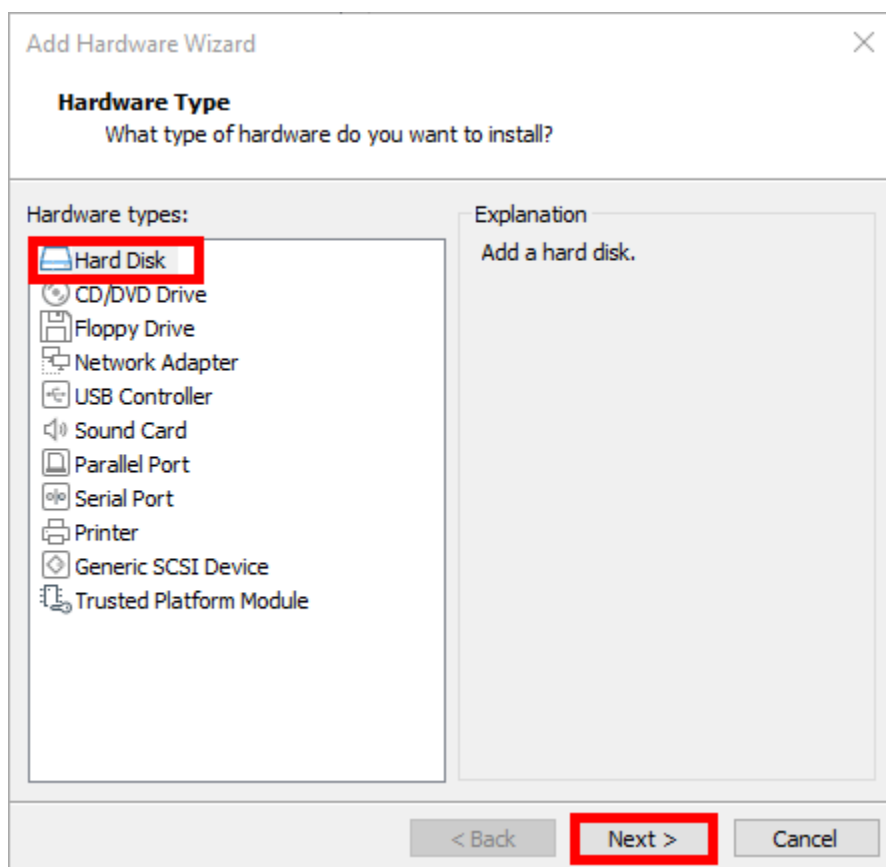 Add Hardware Wizard
Hardware Type
What type of hardware do you want to install?
Hardware types:
Hard Disk
CD/DVD Drive
Floppy Drive
Network Adapter
USB Controller
Sound Card
Parallel Port
Serial Port
Printer
Generic SCSI Device
Trusted Platform Module
Explanation
Add a hard disk.
< Back
Next >
Cancel